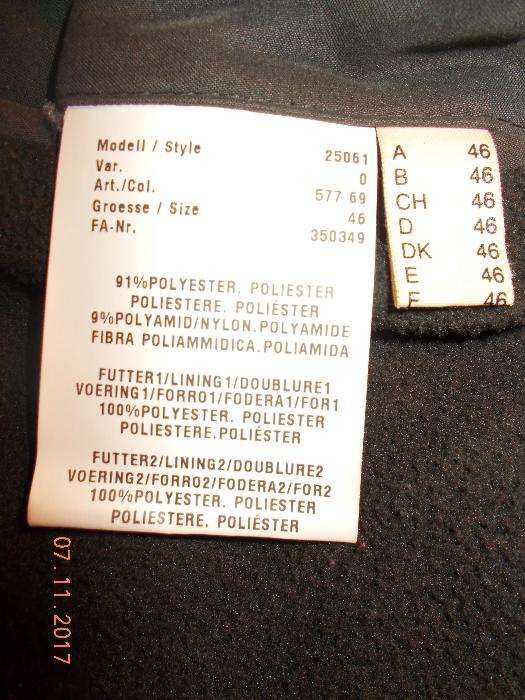 Modell / Style 25061
Var. 0
Art./Col. 577 69
Groesse / Size 46
FA-Nr. 350349
91%POLYESTER, POLIESTER
POLIESTERE. POLIÉSTER
9%POLYAMID/NYLON.POLYAMIDE
FIBRA POLIAMMIDICA.POLIAMIDA
FUTTER1/LINING1/DOUBLURE1
VOERING1/FORRO1/FODERA1/FOR1
100%POLYESTER. POLIESTER
POLIESTERE.POLIÉSTER
FUTTER2/LINING2/DOUBLURE2
VOERING2/FORRO2/FODERA2/FOR2
100%POLYESTER. POLIESTER
POLIESTERE. POLIÉSTER
A 46
B 46
CH 46
D 46
DK 46
E 46
F 46
07.11.2017